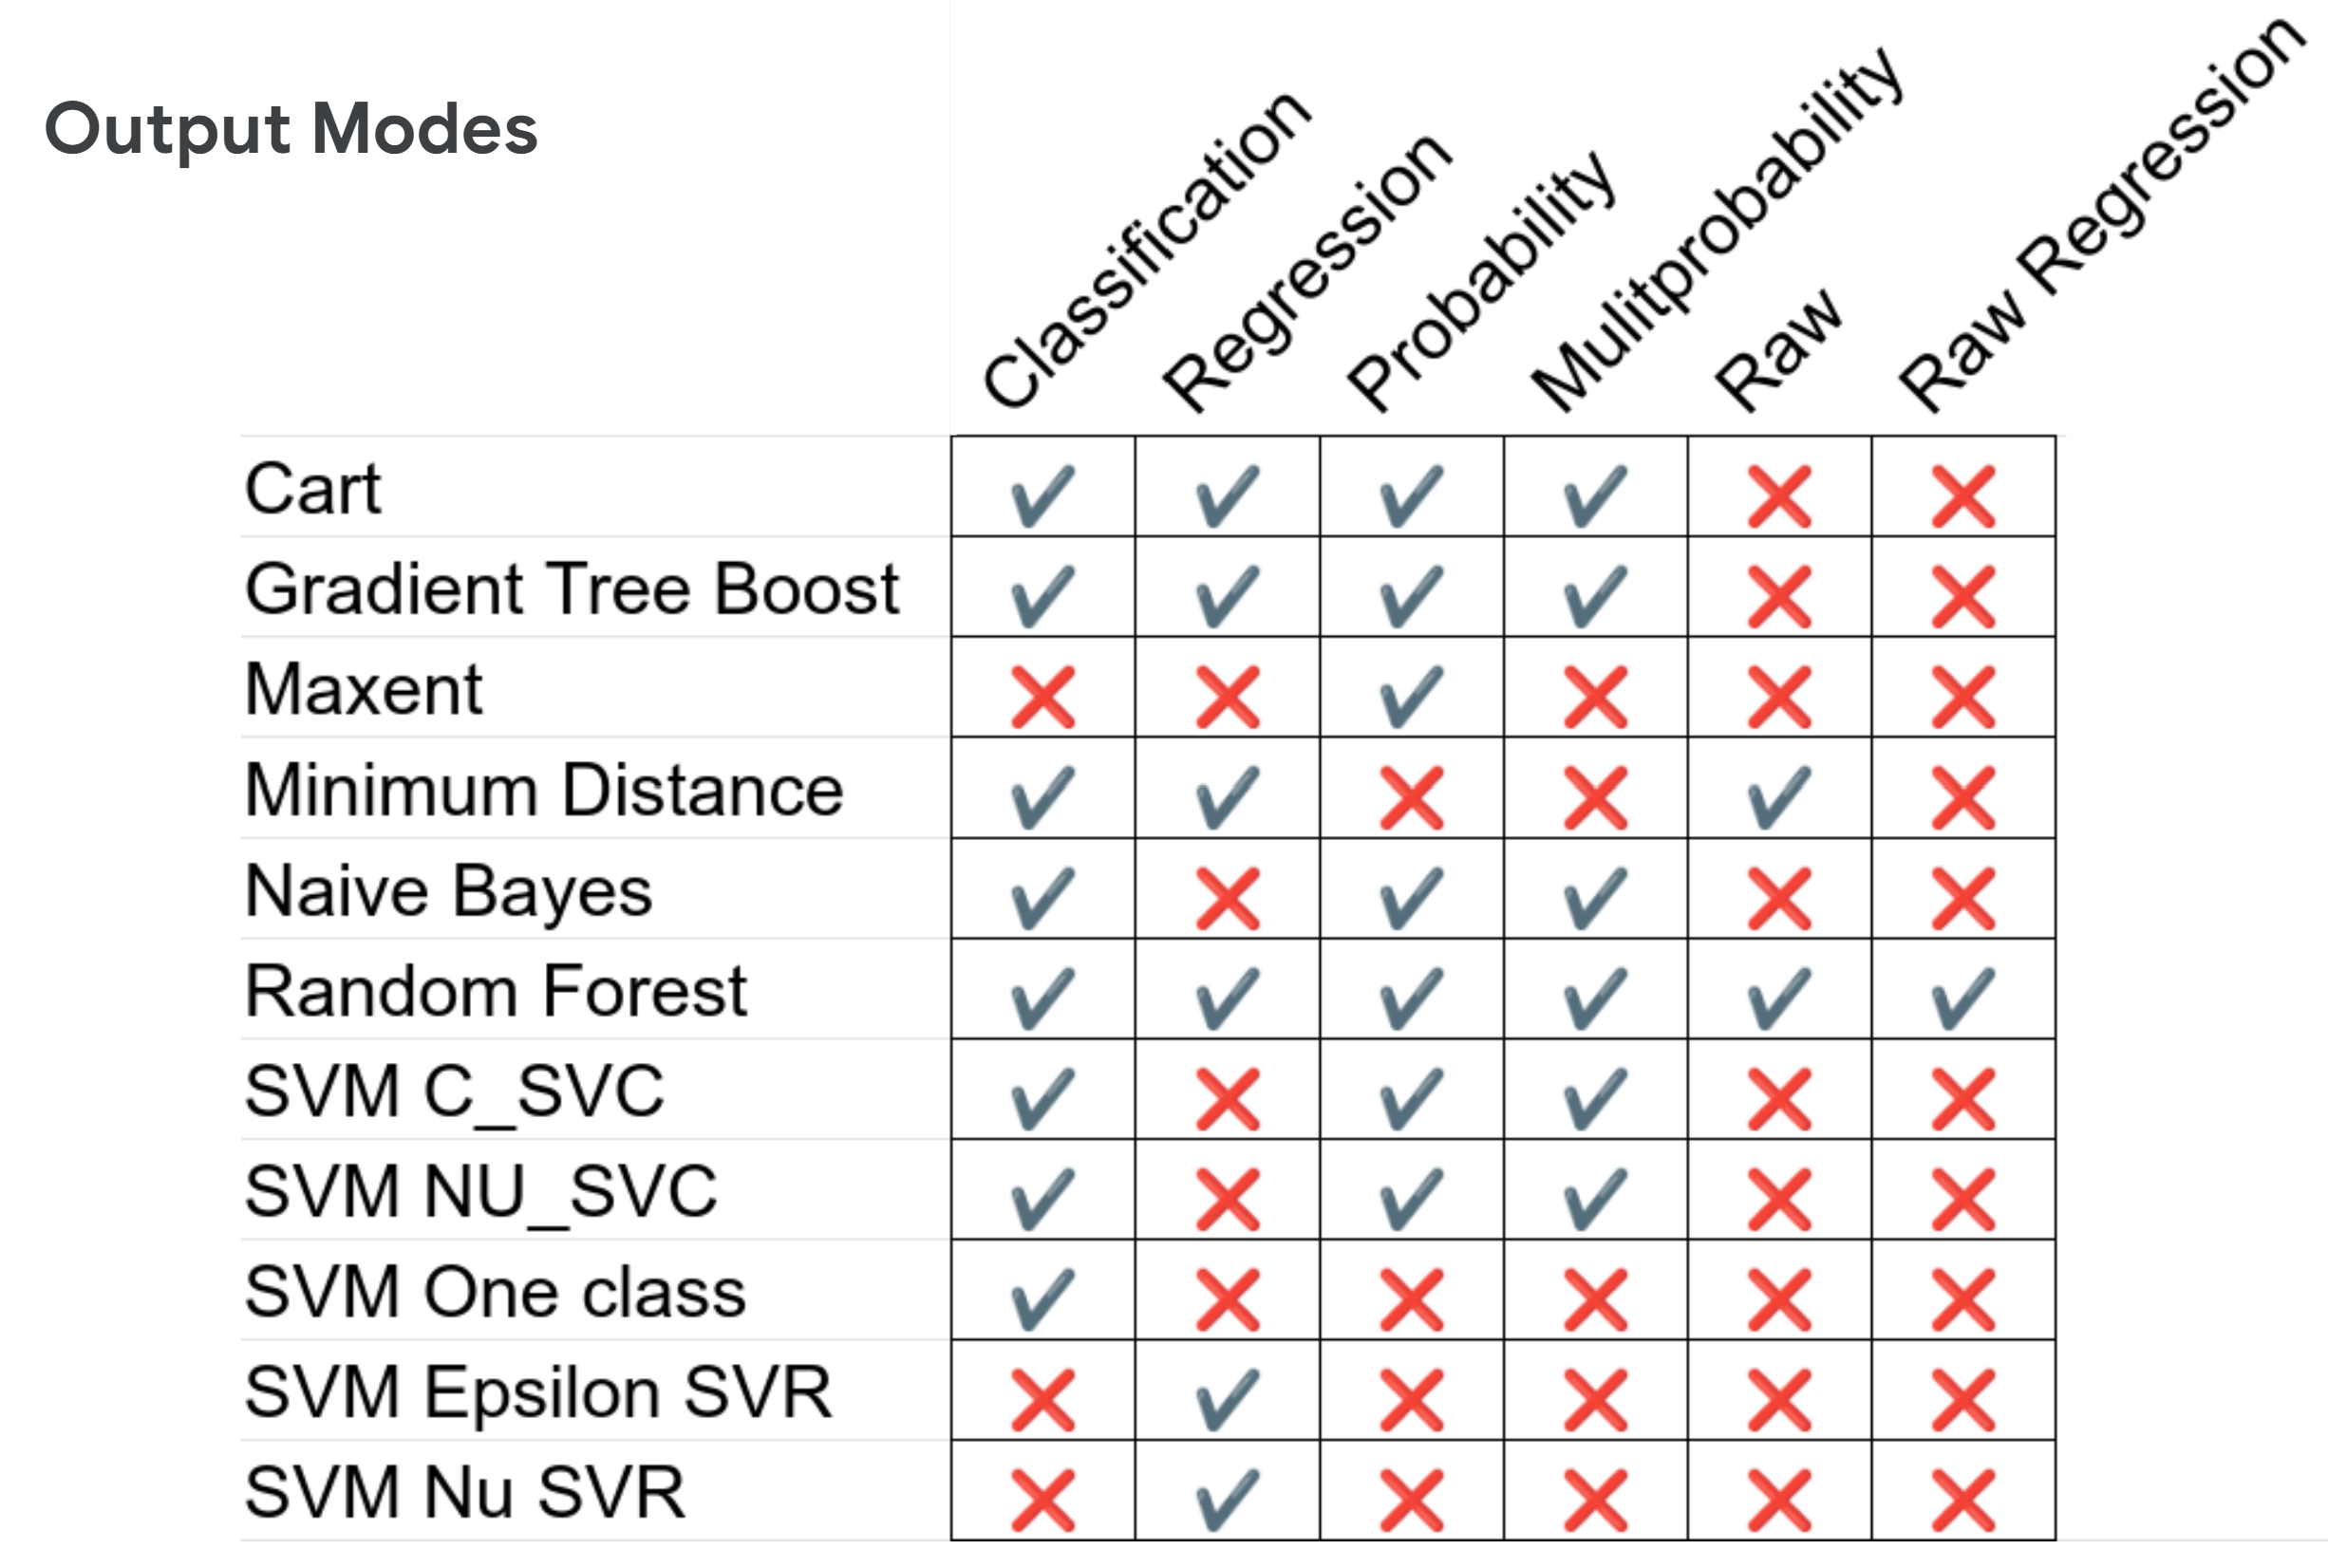 Output Modes
Classification
Regression
Probability
Mulitprobability
Raw
Raw Regression
Cart ✔ ✔ ✔ ✔ ❌ ❌
Gradient Tree Boost ✔ ✔ ✔ ✔ ❌ ❌
Maxent ❌ ❌ ✔ ❌ ❌ ❌
Minimum Distance ✔ ✔ ❌ ❌ ✔ ❌
Naive Bayes ✔ ❌ ✔ ✔ ❌ ❌
Random Forest ✔ ✔ ✔ ✔ ✔ ✔
SVM C_SVC ✔ ❌ ✔ ✔ ❌ ❌
SVM NU_SVC ✔ ❌ ✔ ✔ ❌ ❌
SVM One class ✔ ❌ ❌ ❌ ❌ ❌
SVM Epsilon SVR ❌ ✔ ❌ ❌ ❌ ❌
SVM Nu SVR ❌ ✔ ❌ ❌ ❌ ❌